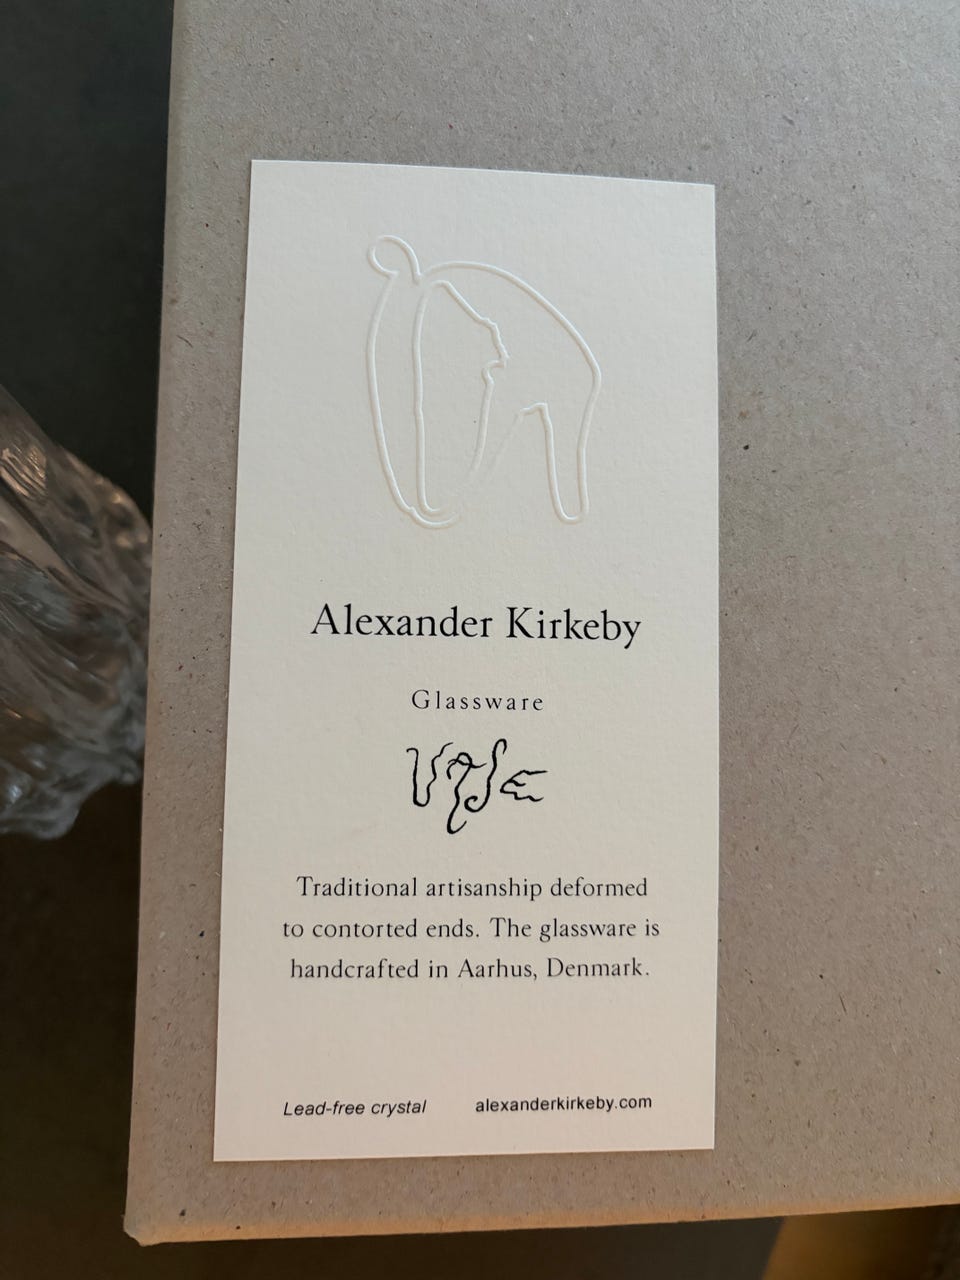 Alexander Kirkeby
Glassware
Traditional artisanship deformed
to contorted ends. The glassware is
handcrafted in Aarhus, Denmark.
Lead-free crystal alexanderkirkeby.com